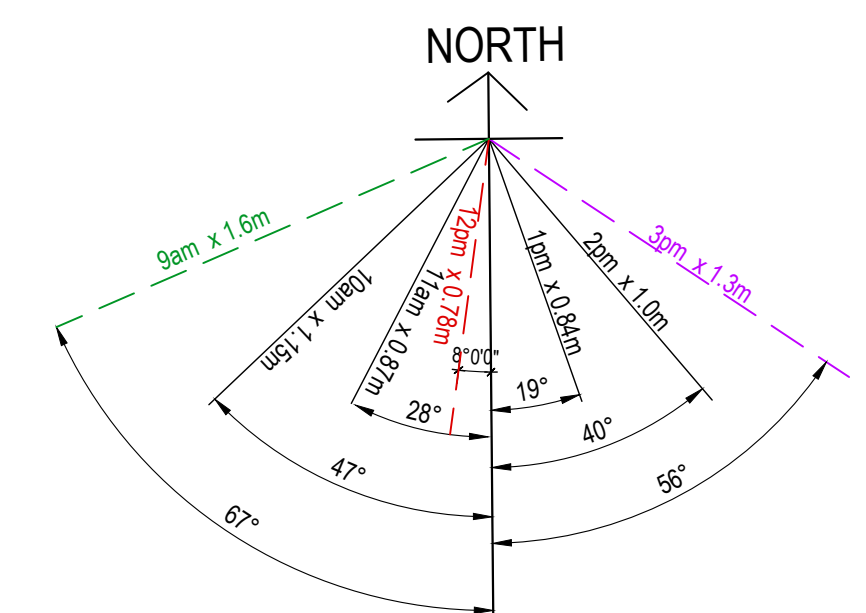 NORTH
9am x 1.6m
10am x 1.15m
11am x 0.87m
12pm x 0.78m
1pm x 0.84m
2pm x 1.0m
3pm x 1.3m
8°0'0"
28°
19°
47°
40°
67°
56°